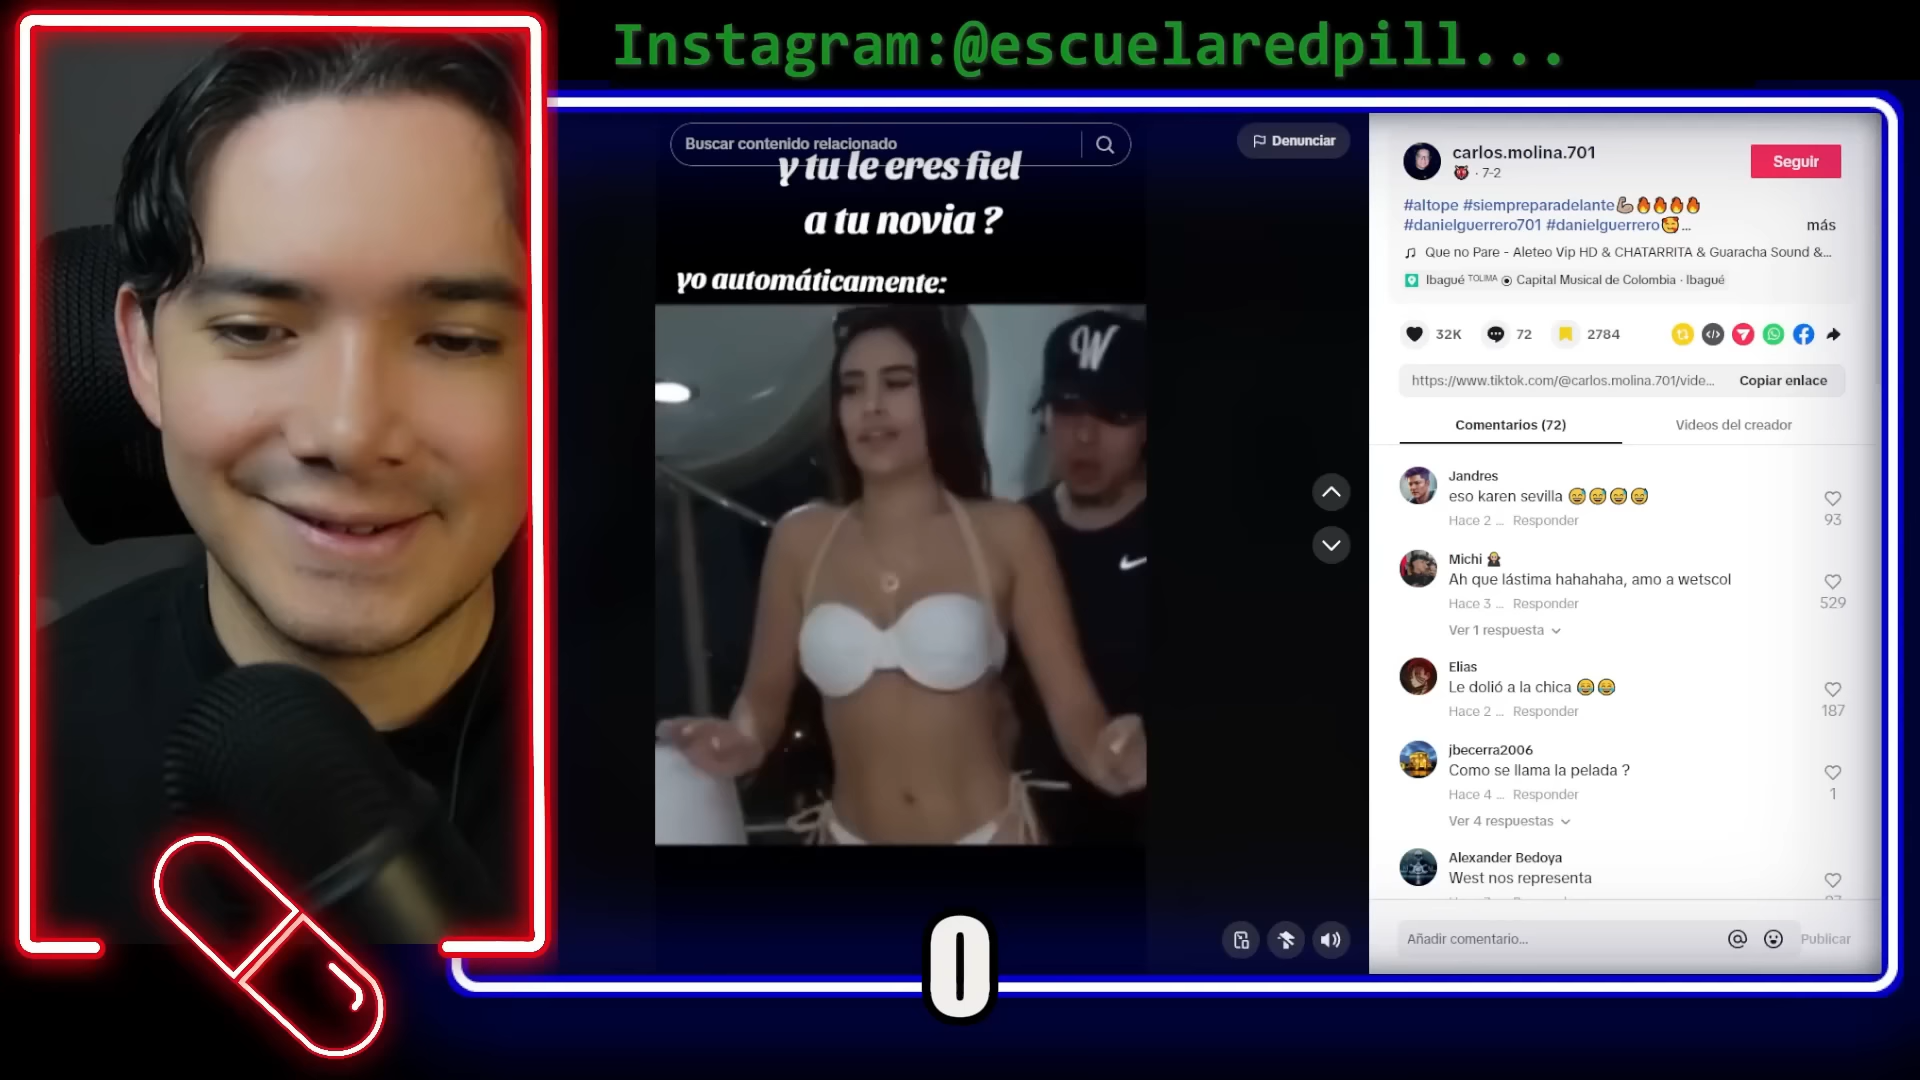 Instagram:@escuelaredpill...
Buscar contenido relacionado
Denunciar
y tu le eres fiel
a tu novia ?
yo automáticamente:
W
O
carlos.molina.701
· 7-2
Seguir
#altope #siempreparadelante💪🔥🔥🔥🔥
#danielguerrero701 #danielguerrero🥰...
más
Que no Pare - Aleteo Vip HD & CHATARRITA & Guaracha Sound &...
Ibagué TOLIMA ◉ Capital Musical de Colombia · Ibagué
32K
72
2784
https://www.tiktok.com/@carlos.molina.701/vide...
Copiar enlace
Comentarios (72)
Videos del creador
Jandres
eso karen sevilla 😅😅😅😅
Hace 2 ... Responder
93
Michi
Ah que lástima hahahaha, amo a wetscol
Hace 3 ... Responder
529
Ver 1 respuesta
Elias
Le dolió a la chica 😂😂
Hace 2 ... Responder
187
jbecerra2006
Como se llama la pelada ?
Hace 4 ... Responder
1
Ver 4 respuestas
Alexander Bedoya
West nos representa
Añadir comentario...
Publicar